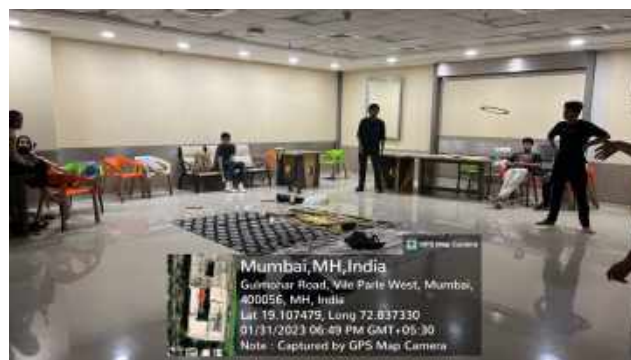 GPS Map Camera
Mumbai,MH,India
Gulmohar Road, Vile Parle West, Mumbai,
400056, MH, India
Lat 19.107479, Long 72.837330
01/31/2023 06:49 PM GMT+05:30
Note : Captured by GPS Map Camera